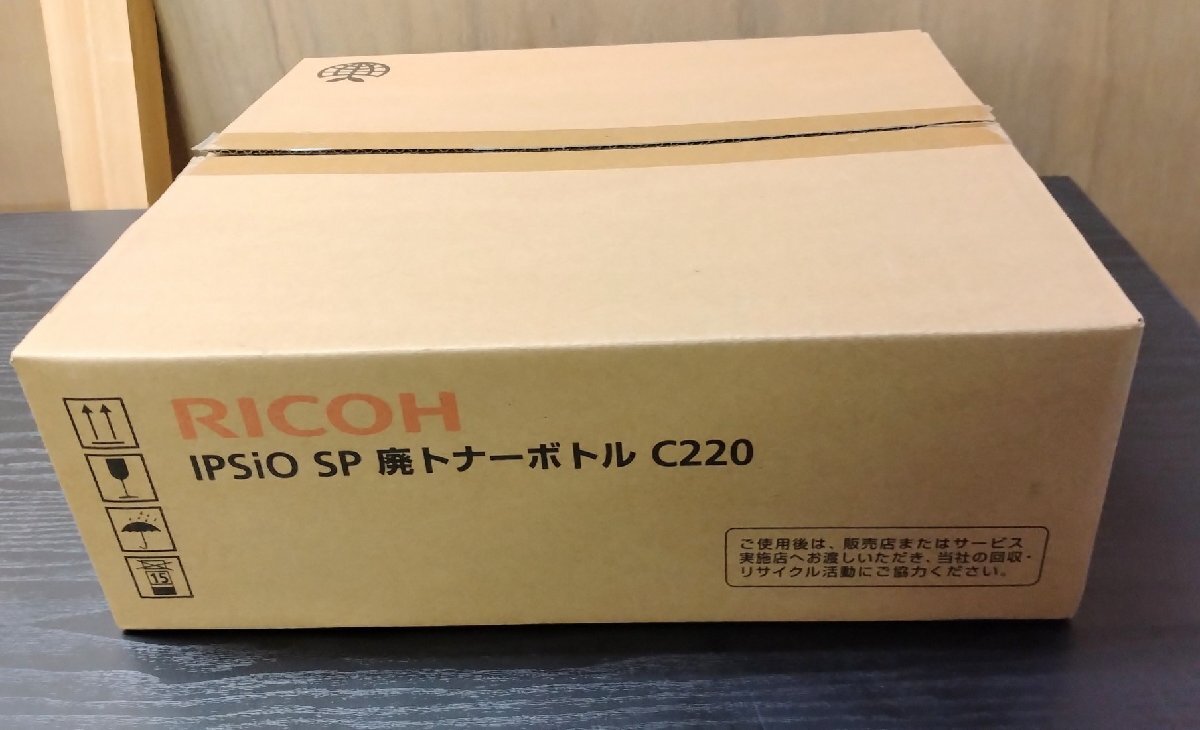 RICOH
IPSiO SP 廃トナーボトル C220
15
ご使用後は、販売店またはサービス
実施店へお渡しいただき、当社の回収・
リサイクル活動にご協力ください。